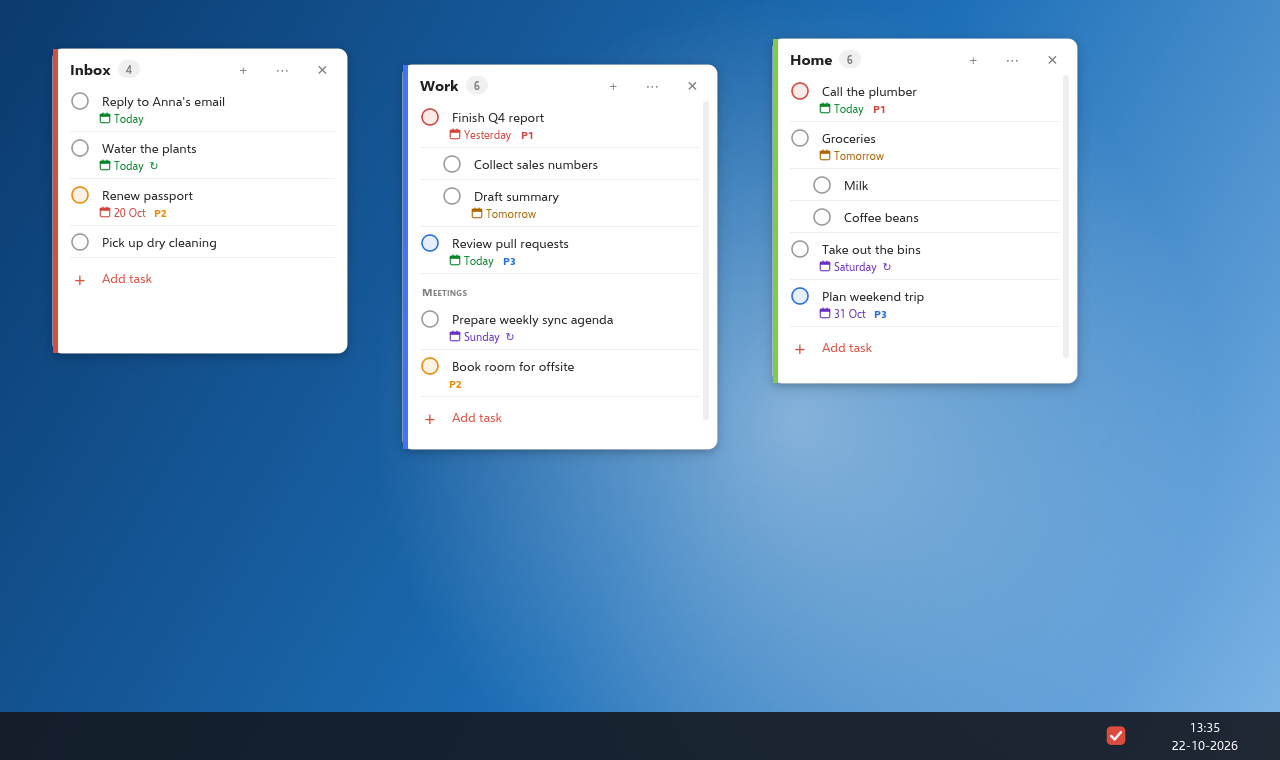 Inbox 4 + ··· ✕
Reply to Anna's email
Today
Water the plants
Today ↻
Renew passport
20 Oct P2
Pick up dry cleaning
+ Add task
Work 6 + ··· ✕
Finish Q4 report
Yesterday P1
Collect sales numbers
Draft summary
Tomorrow
Review pull requests
Today P3
MEETINGS
Prepare weekly sync agenda
Sunday ↻
Book room for offsite
P2
+ Add task
Home 6 + ··· ✕
Call the plumber
Today P1
Groceries
Tomorrow
Milk
Coffee beans
Take out the bins
Saturday ↻
Plan weekend trip
31 Oct P3
+ Add task
13:35
22-10-2026